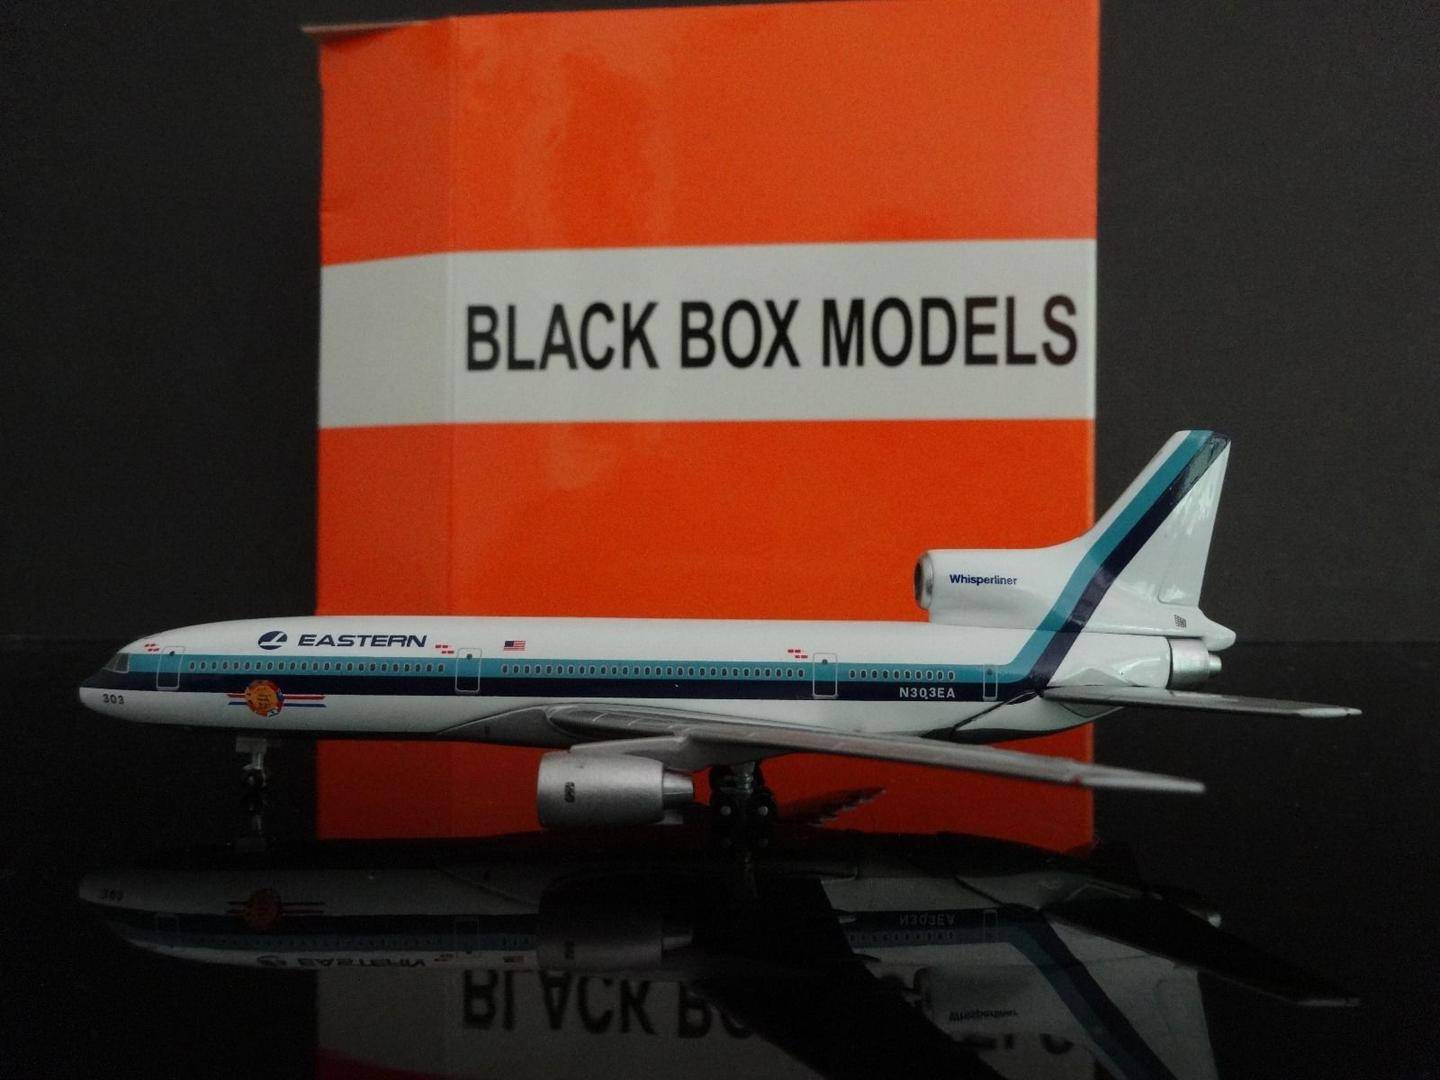 BLACK BOX MODELS
Whisperliner
EASTERN
303
N303EA